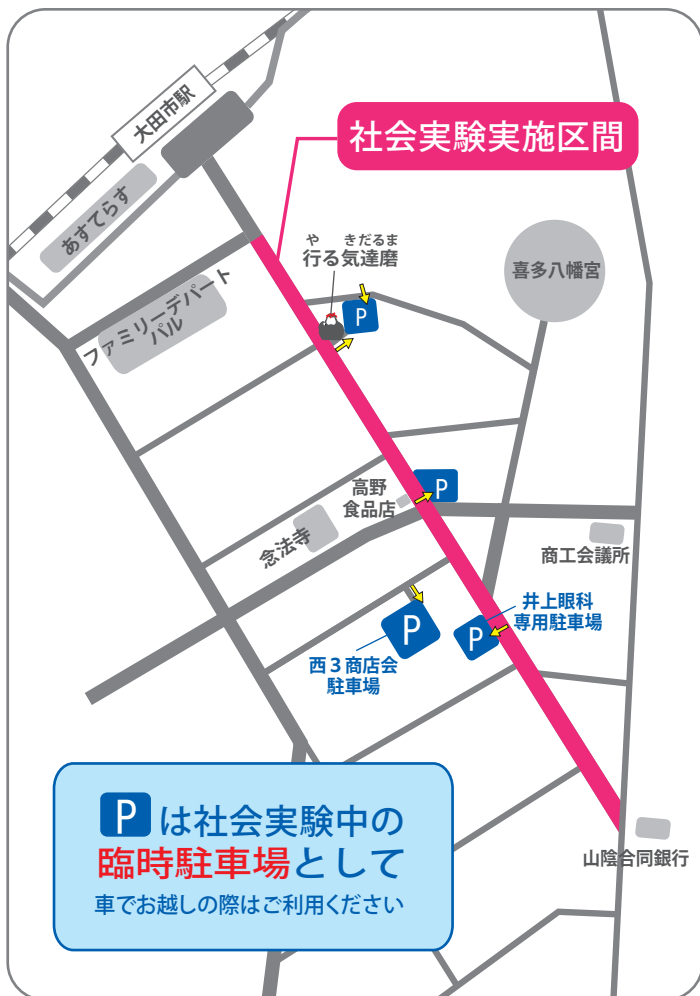 大田市駅
社会実験実施区間
あすてらす
や きだるま
行る気達磨
喜多八幡宮
ファミリーデパート
パル
P
P
高野
食品店
念法寺
商工会議所
井上眼科
専用駐車場
P
P
西3商店会
駐車場
Pは社会実験中の
臨時駐車場として
車でお越しの際はご利用ください
山陰合同銀行